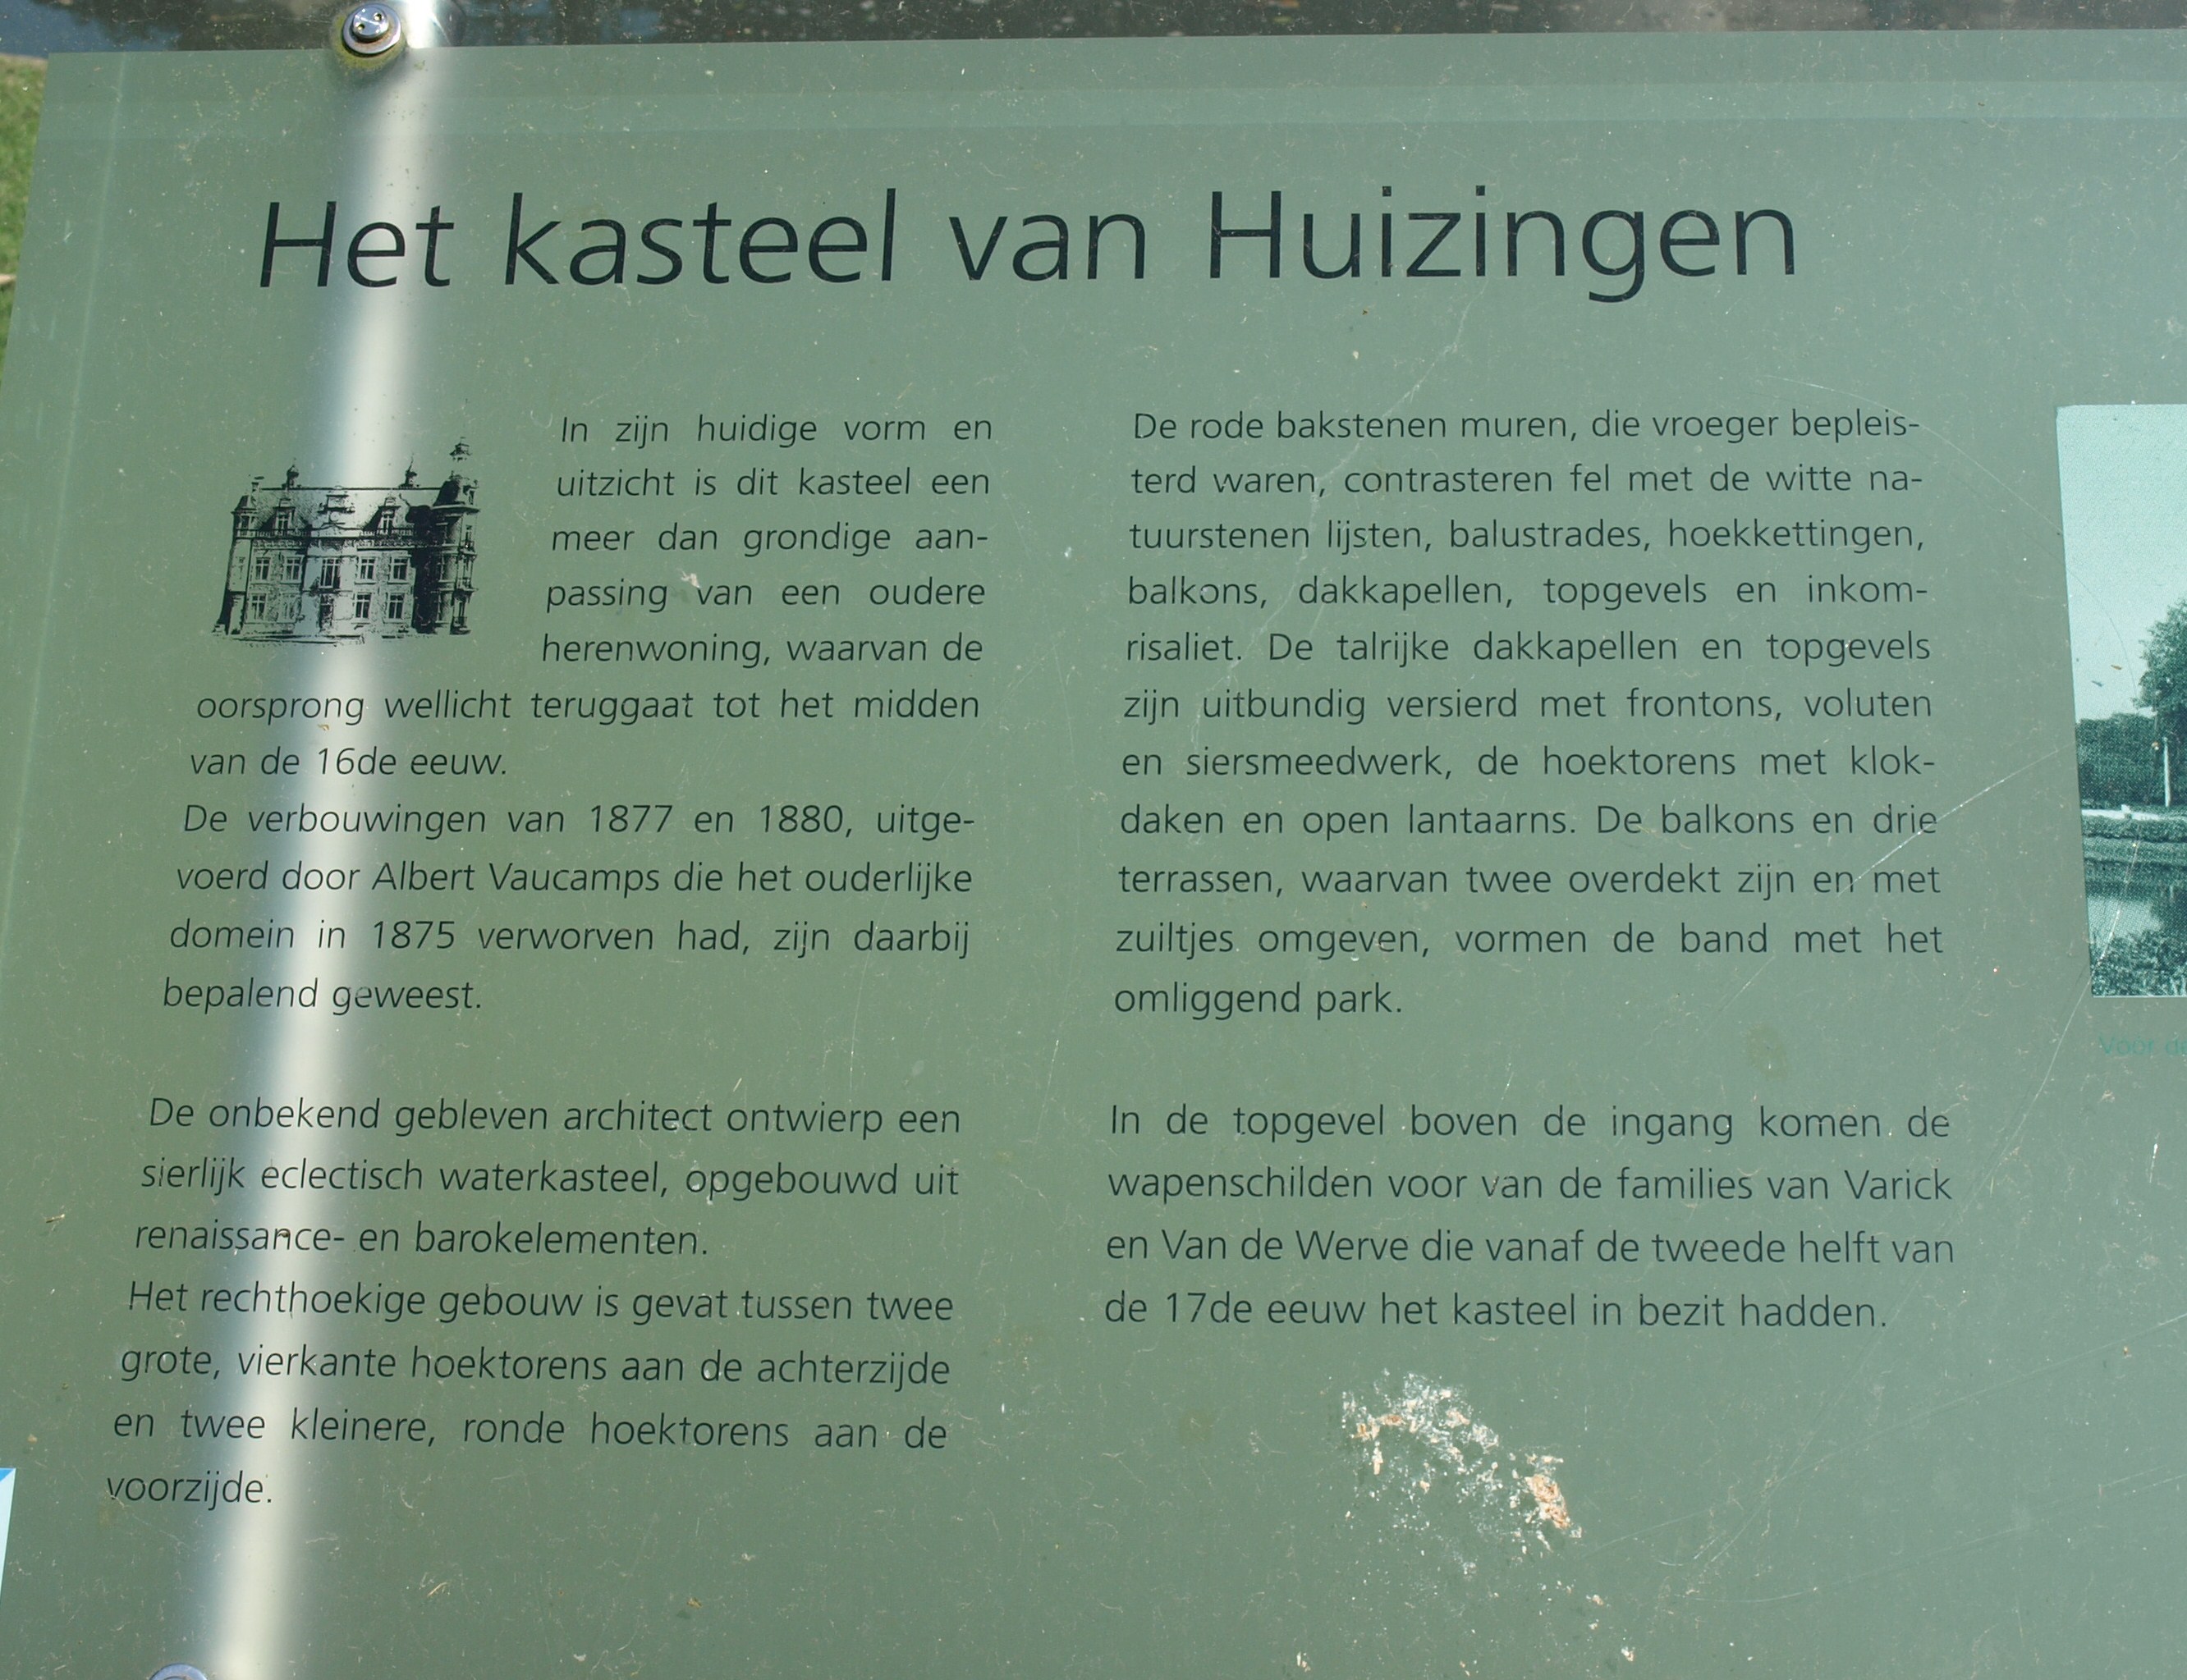 Het kasteel van Huizingen
In zijn huidige vorm en
uitzicht is dit kasteel een
meer dan grondige aan-
passing van een oudere
herenwoning, waarvan de
oorsprong wellicht teruggaat tot het midden
van de 16de eeuw.
De verbouwingen van 1877 en 1880, uitge-
voerd door Albert Vaucamps die het ouderlijke
domein in 1875 verworven had, zijn daarbij
bepalend geweest.
De onbekend gebleven architect ontwierp een
sierlijk eclectisch waterkasteel, opgebouwd uit
renaissance- en barokelementen.
Het rechthoekige gebouw is gevat tussen twee
grote, vierkante hoektorens aan de achterzijde
en twee kleinere, ronde hoektorens aan de
voorzijde.
De rode bakstenen muren, die vroeger bepleis-
terd waren, contrasteren fel met de witte na-
tuurstenen lijsten, balustrades, hoekkettingen,
balkons, dakkapellen, topgevels en inkom-
risaliet. De talrijke dakkapellen en topgevels
zijn uitbundig versierd met frontons, voluten
en siersmeedwerk, de hoektorens met klok-
daken en open lantaarns. De balkons en drie
terrassen, waarvan twee overdekt zijn en met
zuiltjes omgeven, vormen de band met het
omliggend park.
In de topgevel boven de ingang komen de
wapenschilden voor van de families van Varick
en Van de Werve die vanaf de tweede helft van
de 17de eeuw het kasteel in bezit hadden.
Voor